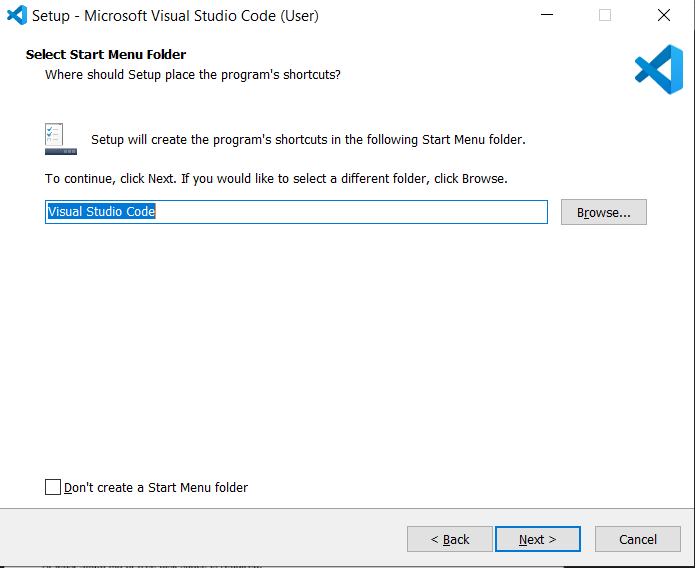 Setup - Microsoft Visual Studio Code (User)
Select Start Menu Folder
Where should Setup place the program's shortcuts?
Setup will create the program's shortcuts in the following Start Menu folder.
To continue, click Next. If you would like to select a different folder, click Browse.
Visual Studio Code
Browse...
Don't create a Start Menu folder
< Back
Next >
Cancel